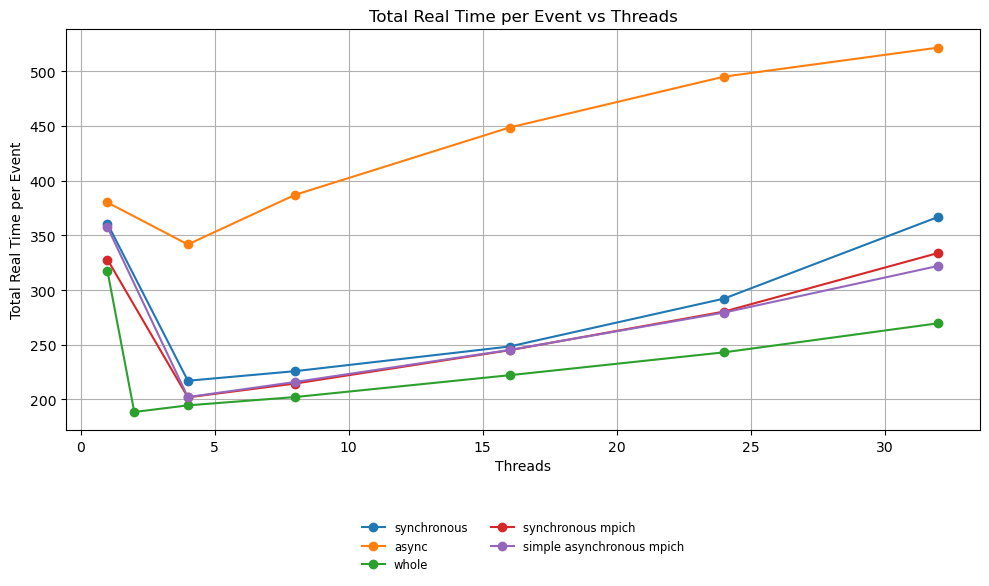 Total Real Time per Event vs Threads
Total Real Time per Event
500
450
400
350
300
250
200
0 5 10 15 20 25 30
Threads
synchronous
async
whole
synchronous mpich
simple asynchronous mpich